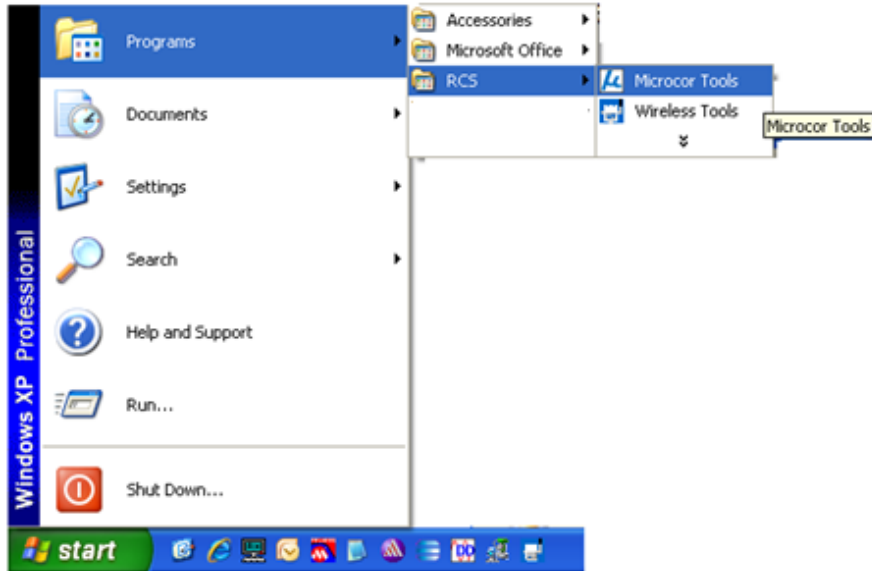 Programs
Documents
Settings
Search
Help and Support
Run...
Shut Down...
Windows XP Professional
start
Accessories
Microsoft Office
RCS
Microcor Tools
Wireless Tools
Microcor Tools